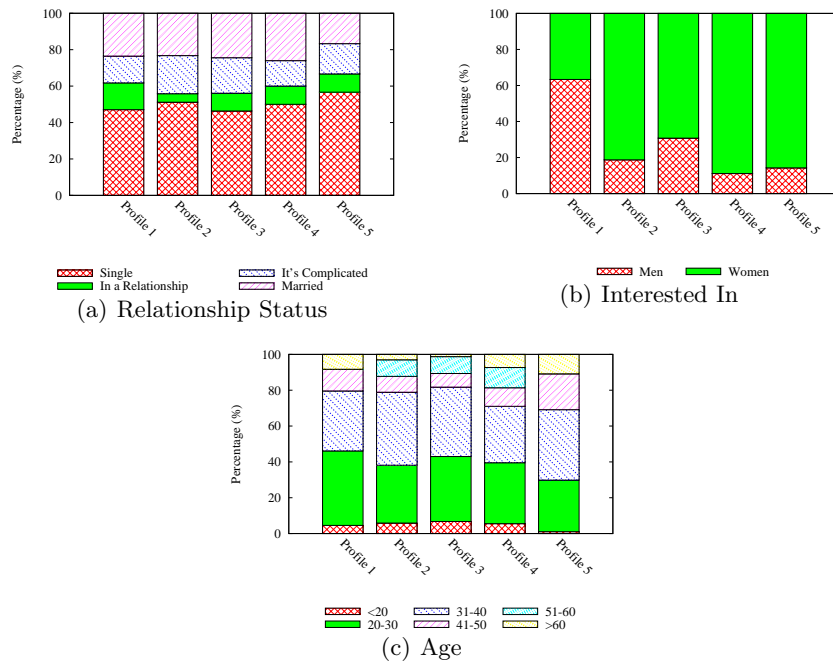 100
80
60
40
20
0
Percentage (%)
Profile 1
Profile 2
Profile 3
Profile 4
Profile 5
Single
In a Relationship
It's Complicated
Married
(a) Relationship Status
100
80
60
40
20
0
Percentage (%)
Profile 1
Profile 2
Profile 3
Profile 4
Profile 5
Men
Women
(b) Interested In
100
80
60
40
20
0
Percentage (%)
Profile 1
Profile 2
Profile 3
Profile 4
Profile 5
<20
20-30
31-40
41-50
51-60
>60
(c) Age